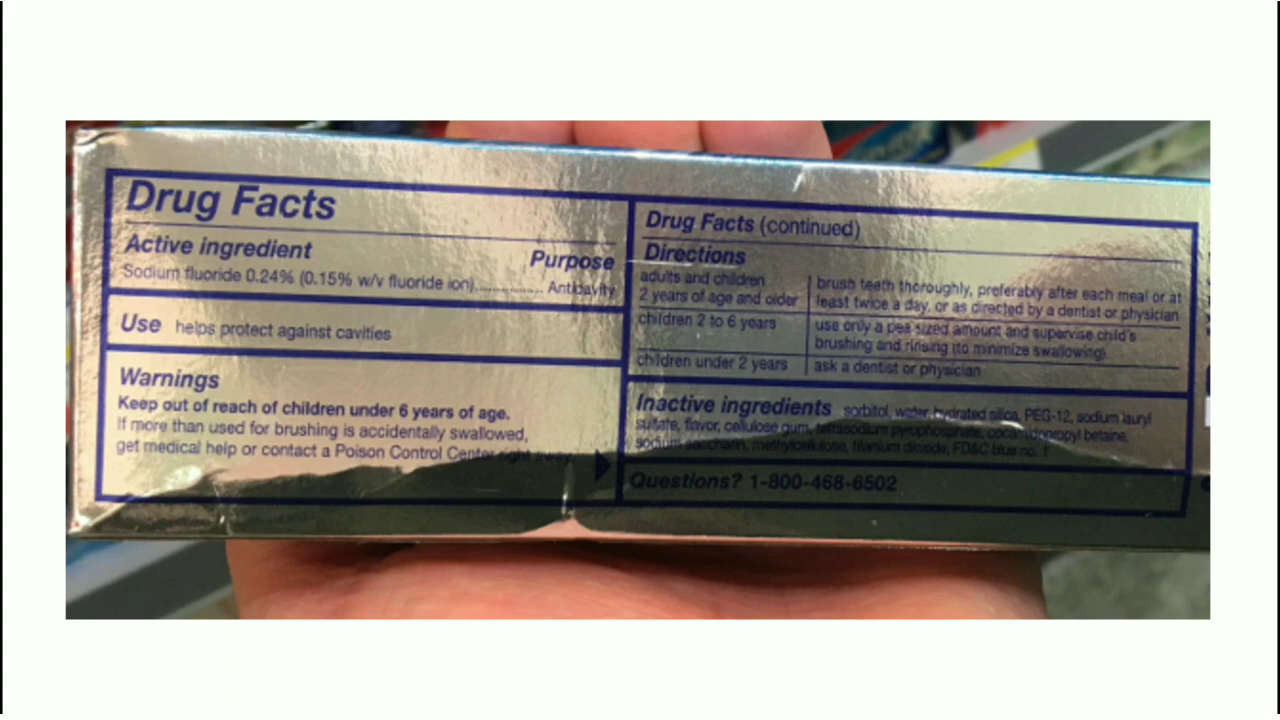 Drug Facts
Active ingredient Purpose
Sodium fluoride 0.24% (0.15% w/v fluoride ion)................ Anticavity
Use helps protect against cavities
Warnings
Keep out of reach of children under 6 years of age.
If more than used for brushing is accidentally swallowed,
get medical help or contact a Poison Control Center right away.
Drug Facts (continued)
Directions
adults and children
2 years of age and older
brush teeth thoroughly, preferably after each meal or at
least twice a day, or as directed by a dentist or physician
children 2 to 6 years
use only a pea sized amount and supervise child's
brushing and rinsing (to minimize swallowing)
children under 2 years
ask a dentist or physician
Inactive ingredients sorbitol, water, hydrated silica, PEG-12, sodium lauryl
sulfate, flavor, cellulose gum, tetrasodium pyrophosphate, cocamidopropyl betaine,
sodium saccharin, methylcellulose, titanium dioxide, FD&C blue no. 1
Questions? 1-800-468-6502